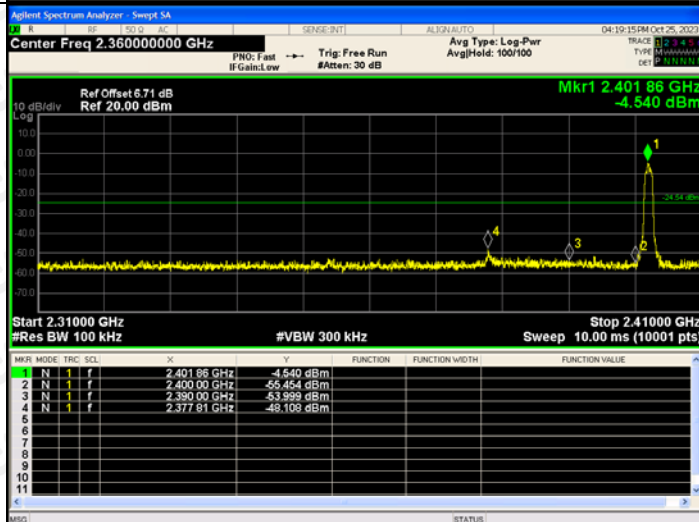 Agilent Spectrum Analyzer - Swept SA
R RF 50 Ω AC SENSE:INT ALIGNAUTO 04:19:15 PM Oct 25, 2023
Center Freq 2.360000000 GHz Avg Type: Log-Pwr TRACE 1 2 3 4 5
PNO: Fast Trig: Free Run Avg|Hold: 100/100 TYPE M
IFGain:Low #Atten: 30 dB DET P N N N N
Mkr1 2.401 86 GHz
Ref Offset 6.71 dB -4.540 dBm
10 dB/div Ref 20.00 dBm
Log
10.0
0.00
-10.0
-20.0
-30.0
-40.0
-50.0
-60.0
-70.0
1
-24.54 dBm
4
3
2
Start 2.31000 GHz Stop 2.41000 GHz
#Res BW 100 kHz #VBW 300 kHz Sweep 10.00 ms (10001 pts)
MKR MODE TRC SCL X Y FUNCTION FUNCTION WIDTH FUNCTION VALUE
1 N 1 f 2.401 86 GHz -4.540 dBm
2 N 1 f 2.400 00 GHz -55.454 dBm
3 N 1 f 2.390 00 GHz -53.999 dBm
4 N 1 f 2.377 81 GHz -48.108 dBm
5
6
7
8
9
10
11
MSG STATUS